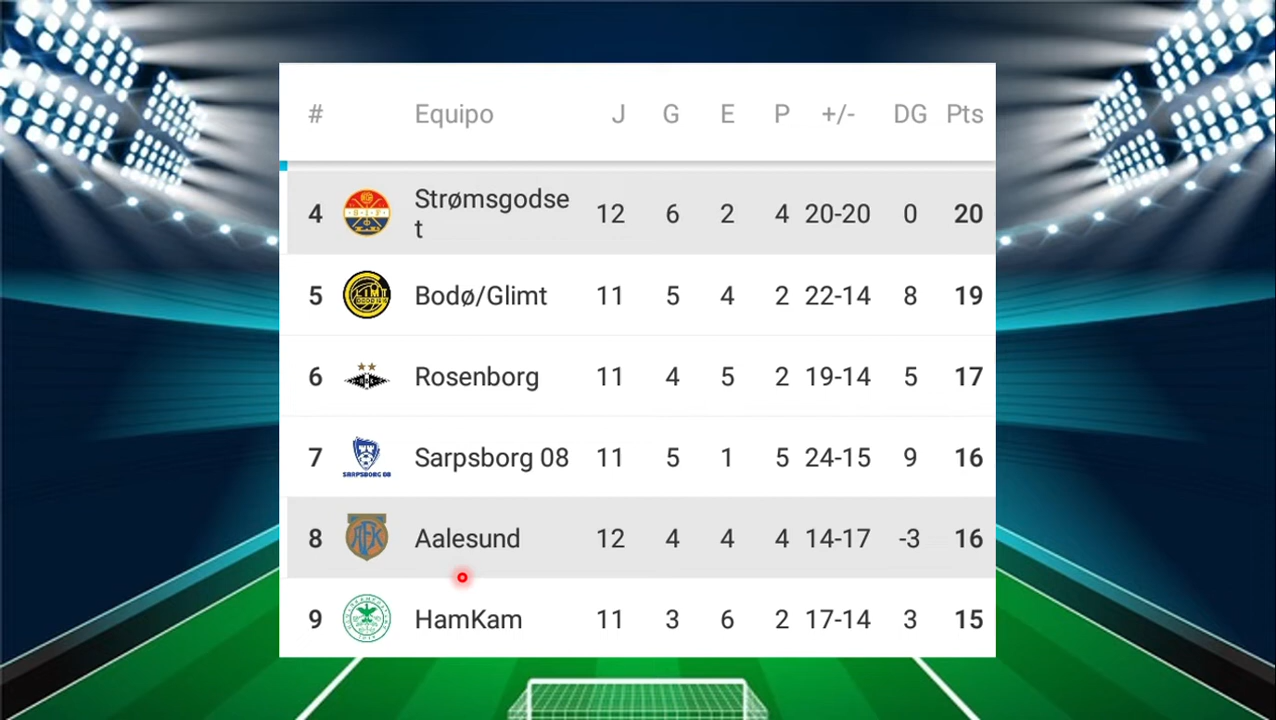 # Equipo J G E P +/- DG Pts
4 Strømsgodse 12 6 2 4 20-20 0 20
t
5 Bodø/Glimt 11 5 4 2 22-14 8 19
6 Rosenborg 11 4 5 2 19-14 5 17
7 Sarpsborg 08 11 5 1 5 24-15 9 16
SARPSBORG 08
8 Aalesund 12 4 4 4 14-17 -3 16
9 HamKam 11 3 6 2 17-14 3 15